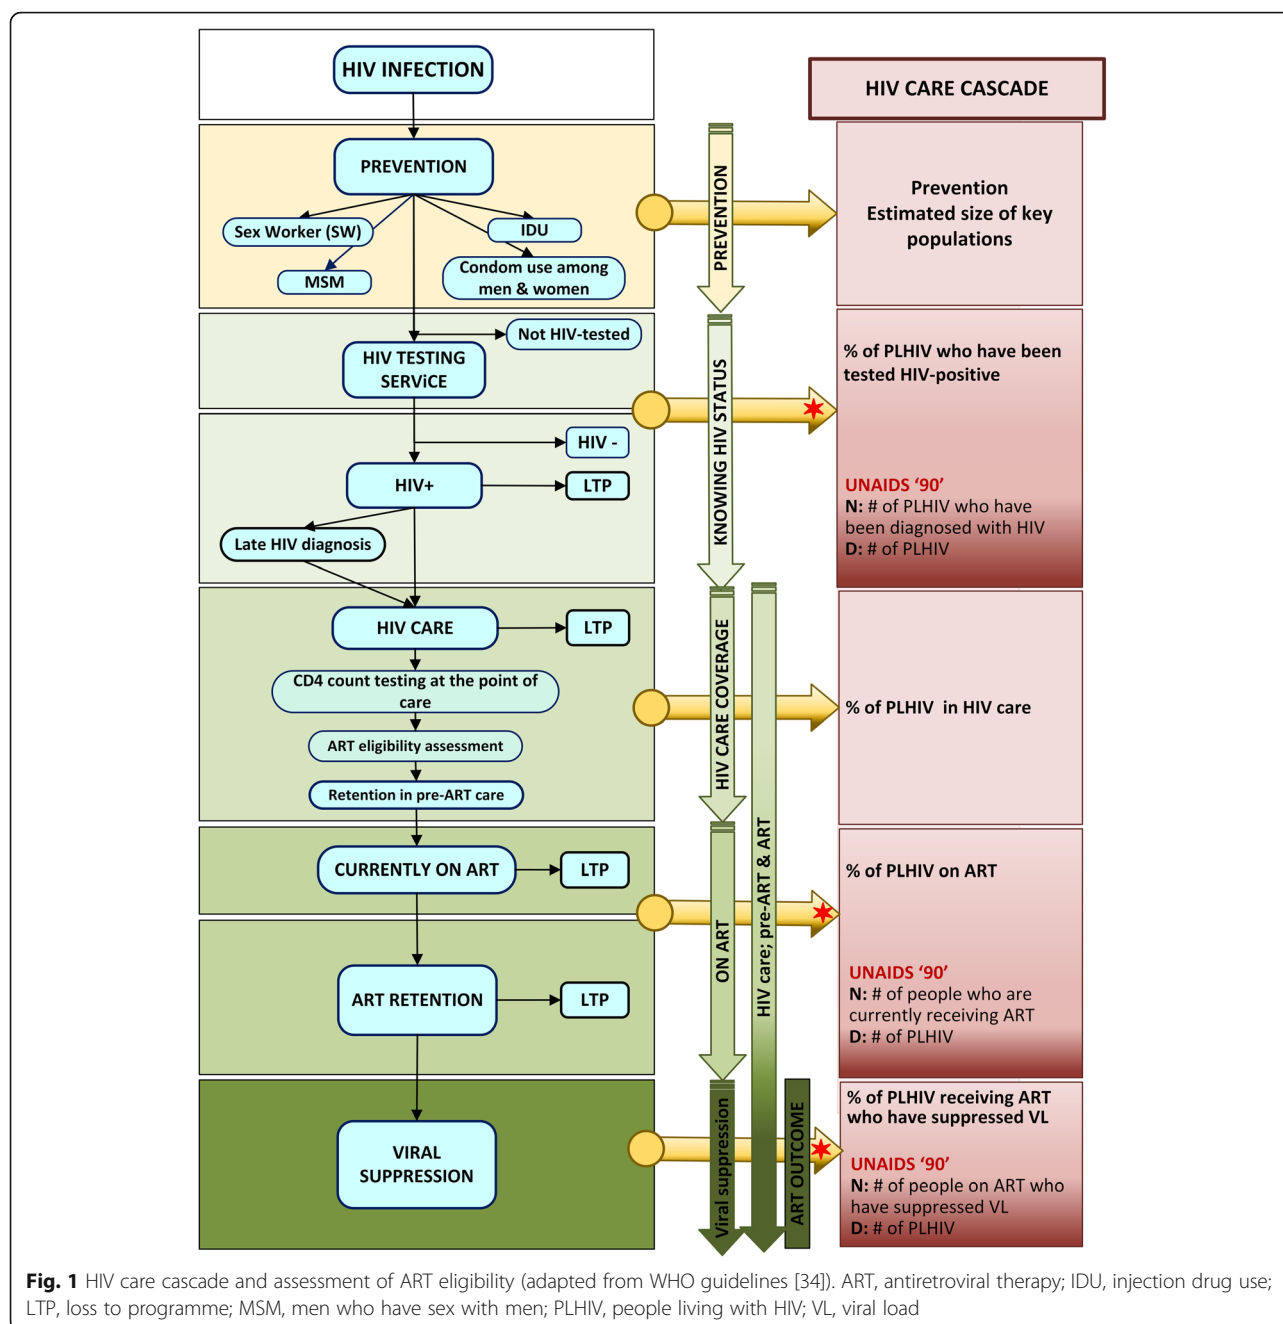 HIV INFECTION
PREVENTION
Sex Worker (SW)
IDU
MSM
Condom use among
men & women
Not HIV-tested
HIV TESTING
SERViCE
HIV -
HIV+
LTP
Late HIV diagnosis
HIV CARE
LTP
CD4 count testing at the point of
care
ART eligibility assessment
Retention in pre-ART care
CURRENTLY ON ART
LTP
ART RETENTION
LTP
VIRAL
SUPPRESSION
PREVENTION
KNOWING HIV STATUS
HIV CARE COVERAGE
ON ART
HIV care; pre-ART & ART
Viral suppression
ART OUTCOME
HIV CARE CASCADE
Prevention
Estimated size of key
populations
% of PLHIV who have been
tested HIV-positive
UNAIDS ‘90’
N: # of PLHIV who have
been diagnosed with HIV
D: # of PLHIV
% of PLHIV in HIV care
% of PLHIV on ART
UNAIDS ‘90’
N: # of people who are
currently receiving ART
D: # of PLHIV
% of PLHIV receiving ART
who have suppressed VL
UNAIDS ‘90’
N: # of people on ART who
have suppressed VL
D: # of PLHIV
Fig. 1 HIV care cascade and assessment of ART eligibility (adapted from WHO guidelines [34]). ART, antiretroviral therapy; IDU, injection drug use;
LTP, loss to programme; MSM, men who have sex with men; PLHIV, people living with HIV; VL, viral load